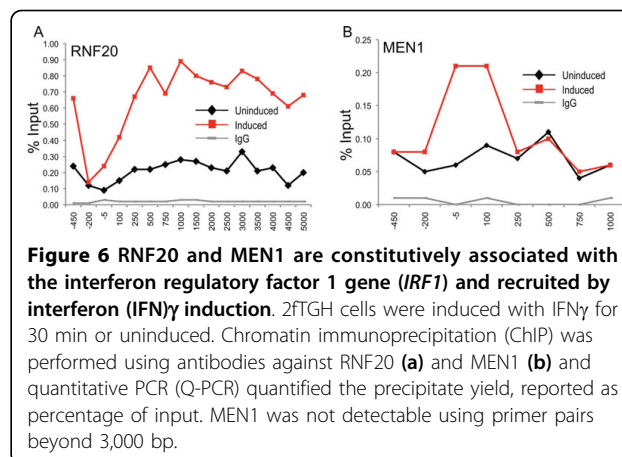 A
RNF20
1.00
0.90
0.80
0.70
0.60
0.50
0.40
0.30
0.20
0.10
0.00
% Input
Uninduced
Induced
IgG
-450
-200
-5
100
250
500
750
1000
1500
2000
2500
3000
3500
4000
4500
5000
B
MEN1
0.25
0.20
0.15
0.10
0.05
0.00
% Input
Uninduced
Induced
IgG
-450
-200
-5
100
250
500
750
1000
Figure 6 RNF20 and MEN1 are constitutively associated with
the interferon regulatory factor 1 gene (IRF1) and recruited by
interferon (IFN)γ induction. 2fTGH cells were induced with IFNγ for
30 min or uninduced. Chromatin immunoprecipitation (ChIP) was
performed using antibodies against RNF20 (a) and MEN1 (b) and
quantitative PCR (Q-PCR) quantified the precipitate yield, reported as
percentage of input. MEN1 was not detectable using primer pairs
beyond 3,000 bp.